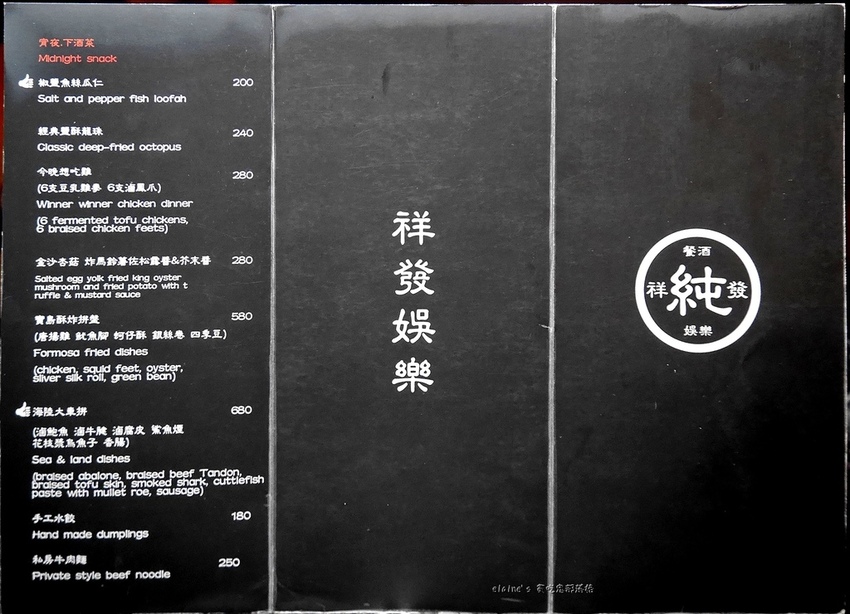 宵夜.下酒菜
Midnight snack
椒鹽魚絲瓜仁 200
Salt and pepper fish loofah
經典鹽酥龍珠 240
Classic deep-fried octopus
今晚想吃雞 280
(6支豆乳雞參 6支滷鳳爪)
Winner winner chicken dinner
(6 fermented tofu chickens,
6 braised chicken feets)
金沙杏菇 炸馬鈴薯佐松露醬&芥末醬 280
Salted egg yolk fried king oyster
mushroom and fried potato with t
ruffle & mustard sauce
寶島酥炸拼盤 580
(唐揚雞 魷魚腳 蚵仔酥 銀絲卷 四季豆)
Formosa fried dishes
(chicken, squid feet, oyster,
sliver silk roll, green bean)
海陸大東拼 680
(滷鮑魚 滷牛腱 滷腐皮 鯊魚煙
花枝漿烏魚子 香腸)
Sea & land dishes
(braised abalone, braised beef Tandon,
braised tofu skin, smoked shark, cuttlefish
paste with mullet roe, sausage)
手工水餃 180
Hand made dumplings
私房牛肉麵 250
Private style beef noodle
祥發娛樂
餐酒
祥 純 發
娛樂
elaine's